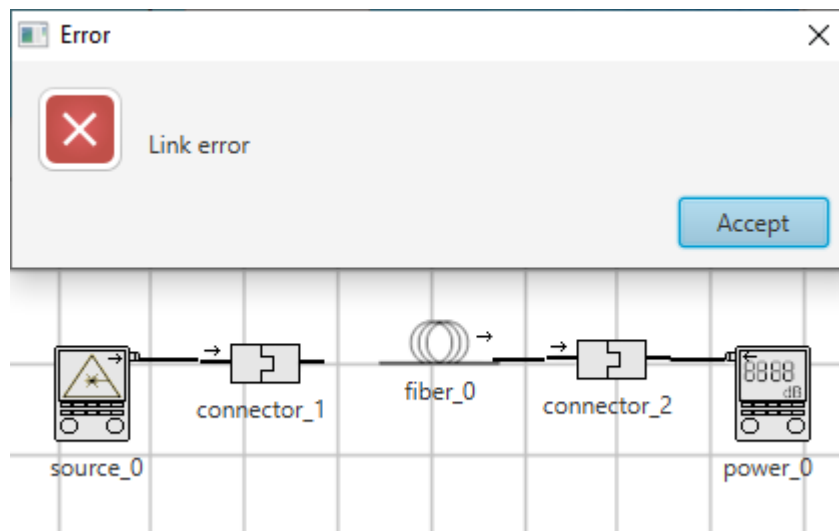 Error
Link error
Accept
8888
dB
fiber_0
connector_1
connector_2
source_0
power_0